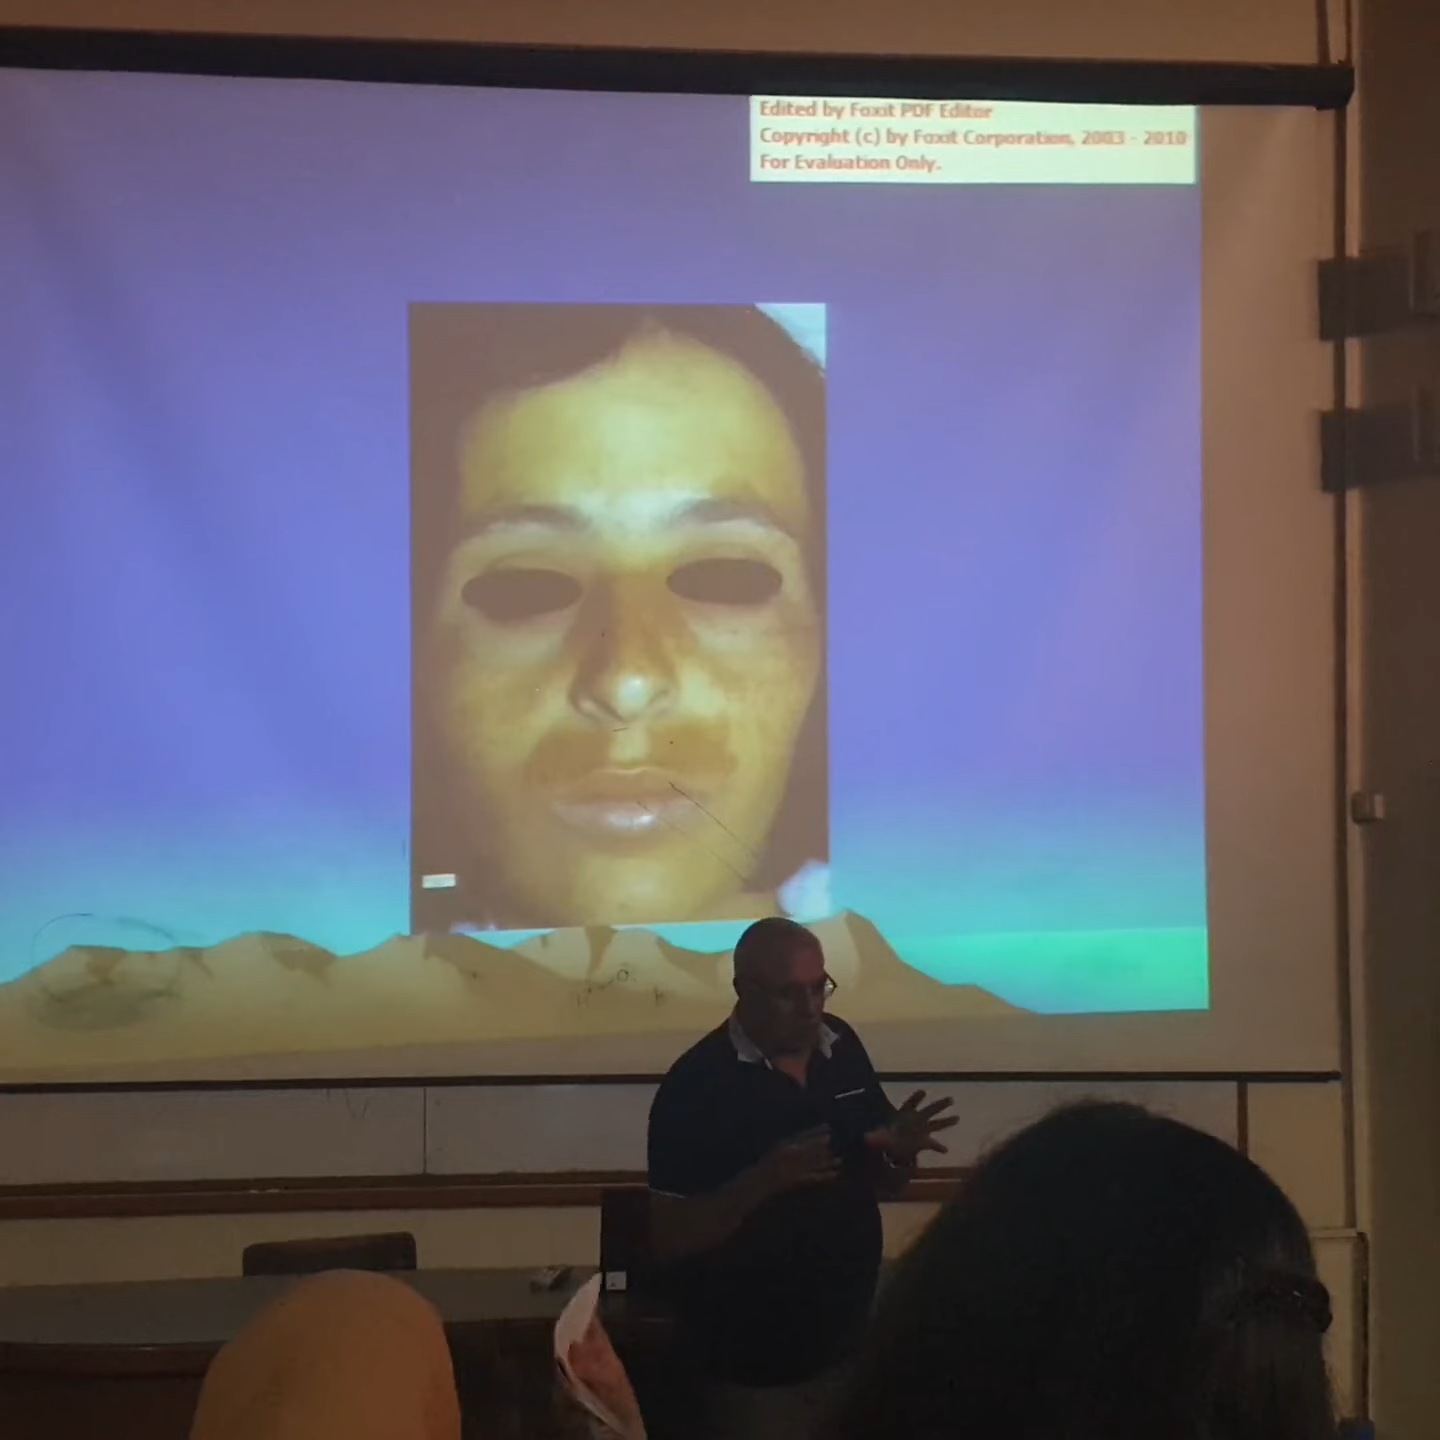 Edited by Foxit PDF Editor
Copyright (c) by Foxit Corporation, 2003 - 2010
For Evaluation Only.